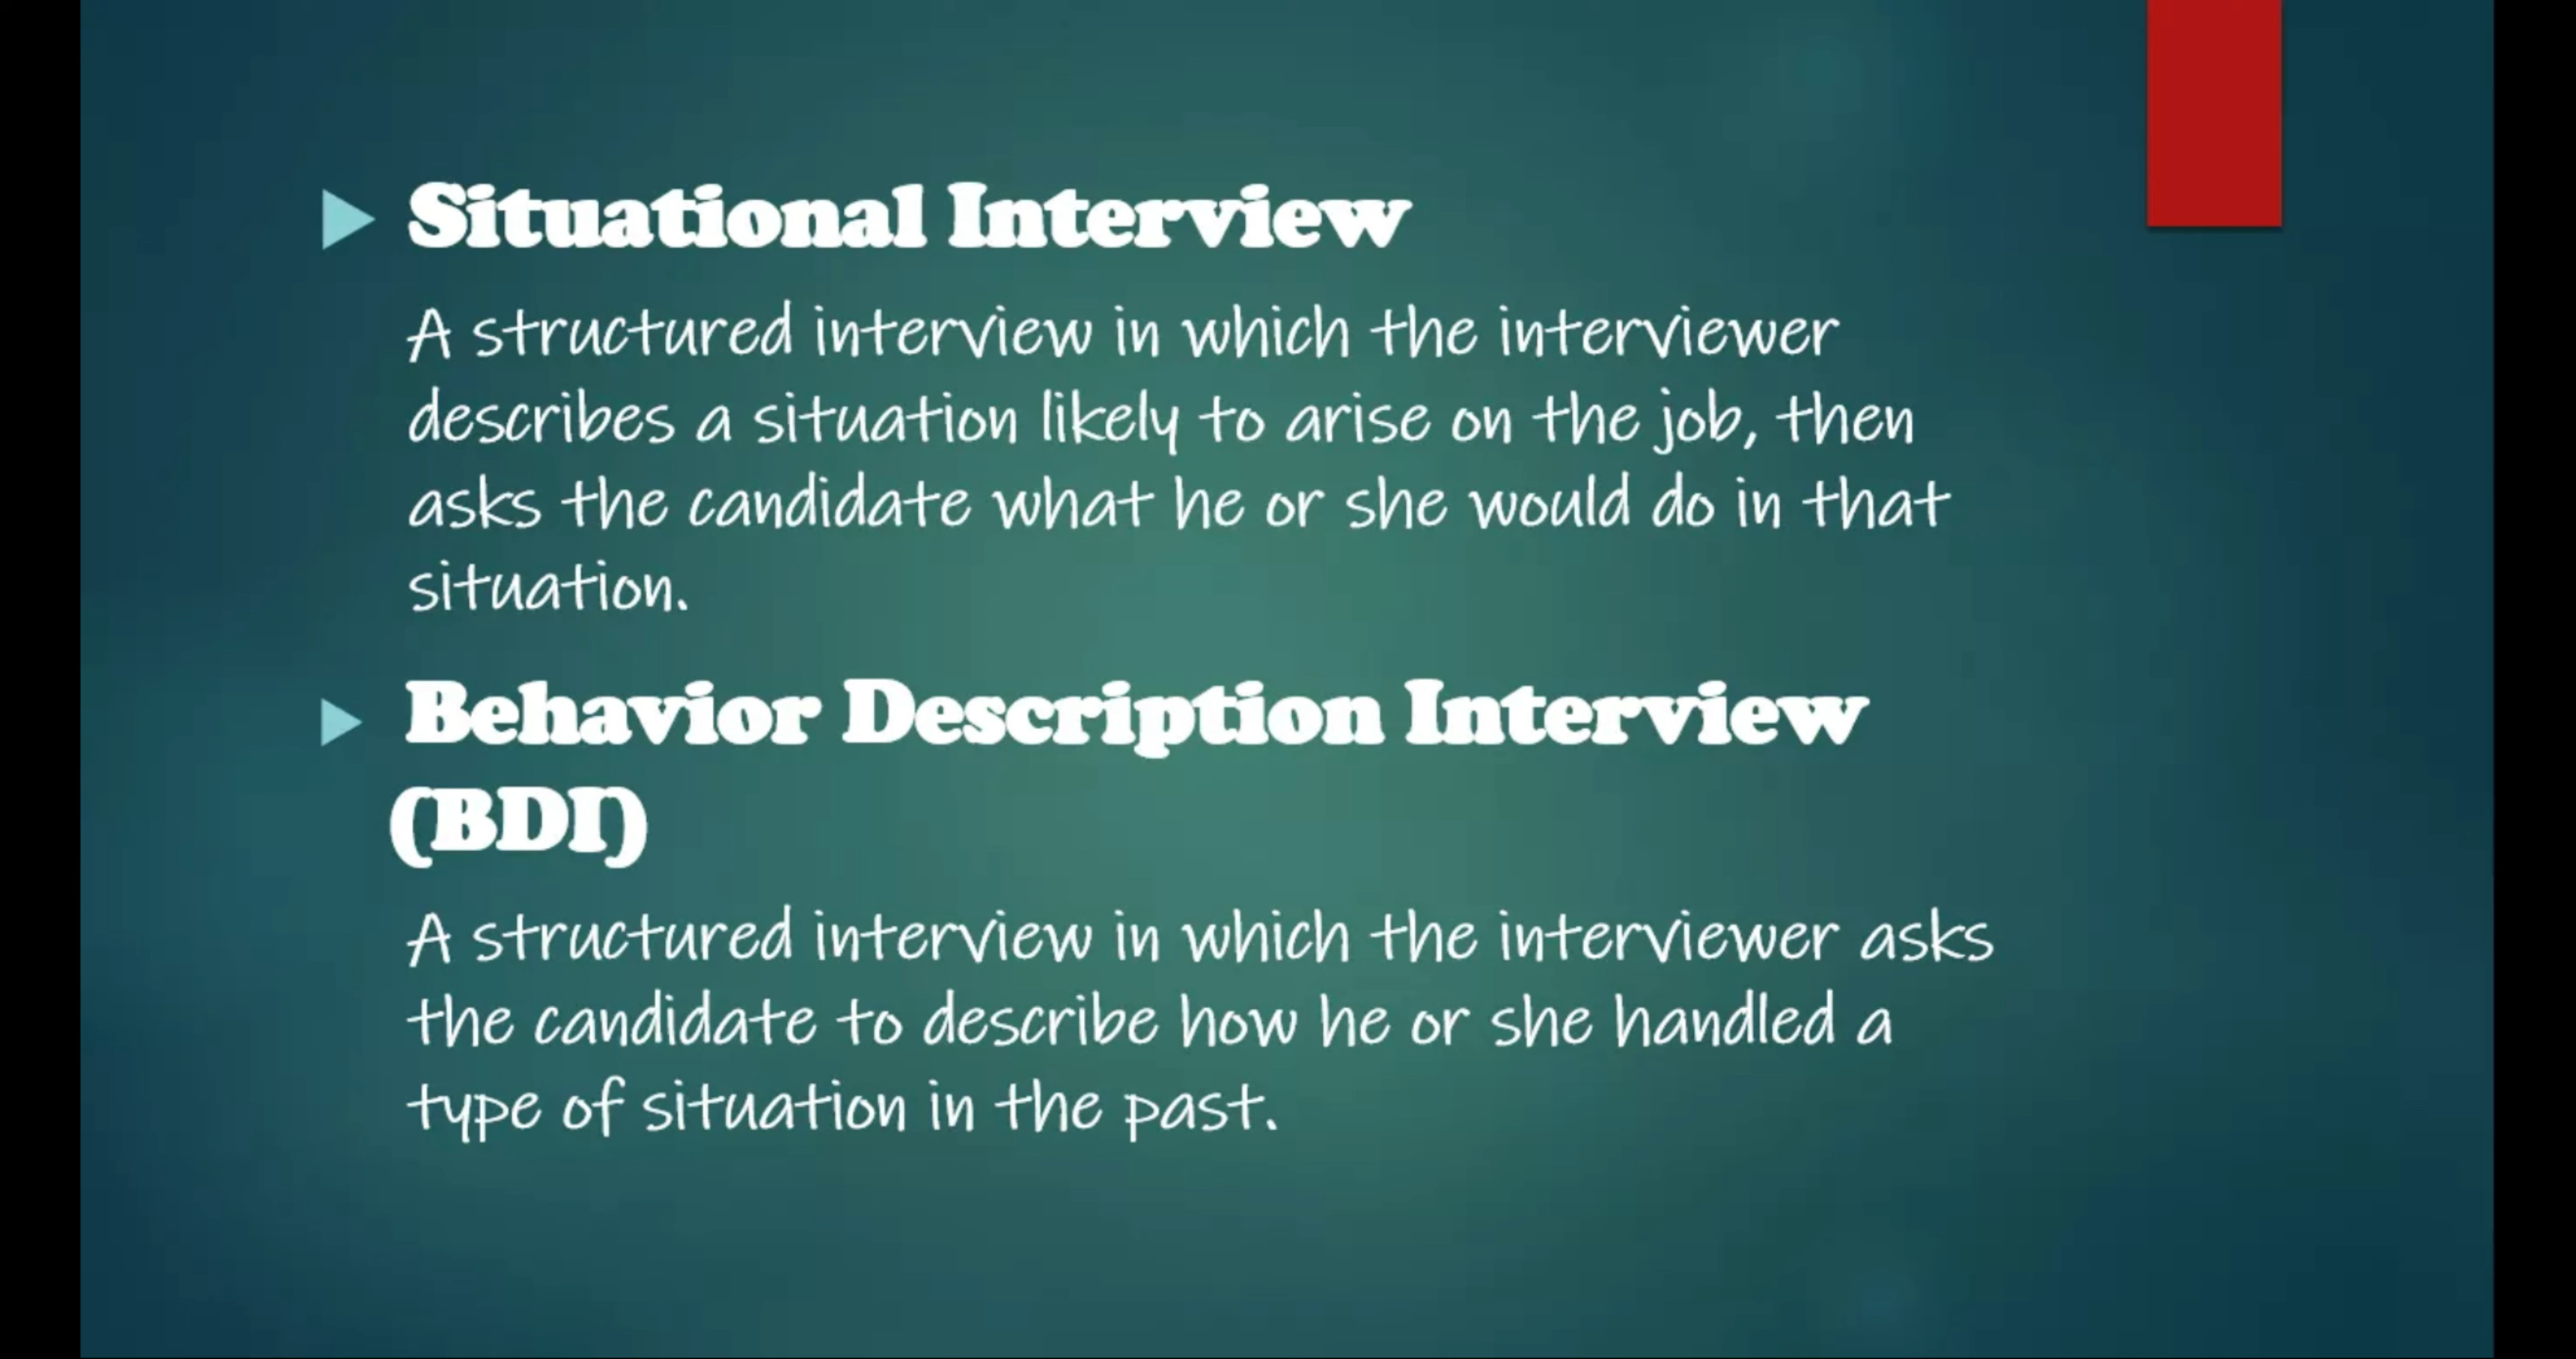 Situational Interview
A structured interview in which the interviewer
describes a situation likely to arise on the job, then
asks the candidate what he or she would do in that
situation.
Behavior Description Interview
(BDI)
A structured interview in which the interviewer asks
the candidate to describe how he or she handled a
type of situation in the past.